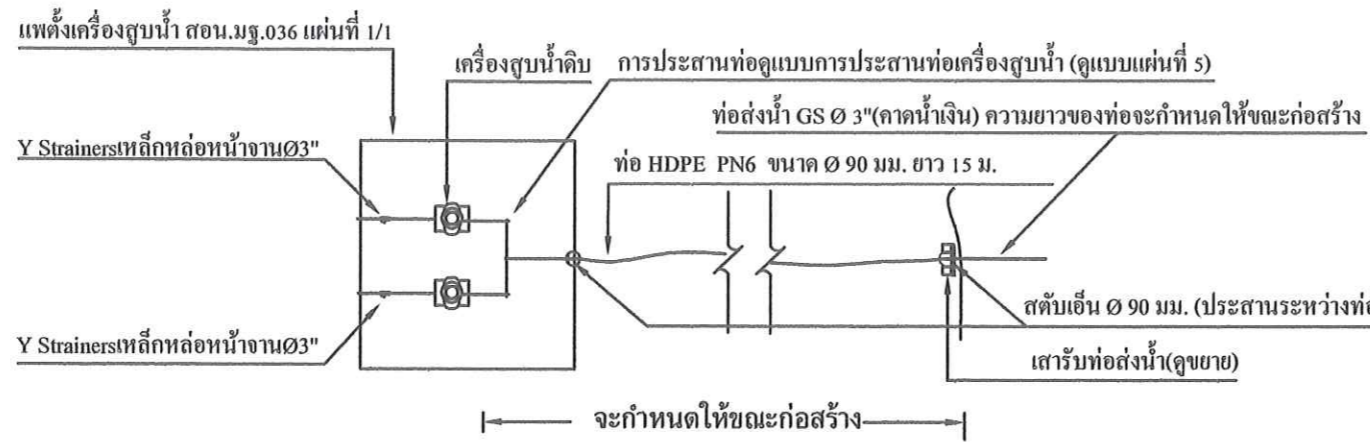 แพตั้งเครื่องสูบน้ำ สอน.มฐ.036 แผ่นที่ 1/1
เครื่องสูบน้ำดิบ
การประสานท่อดูแบบการประสานท่อเครื่องสูบน้ำ (ดูแบบแผ่นที่ 5)
ท่อส่งน้ำ GS Ø 3"(คาดน้ำเงิน) ความยาวของท่อจะกำหนดให้ขณะก่อสร้าง
Y Strainersเหล็กหล่อหน้าจานØ3"
ท่อ HDPE PN6 ขนาด Ø 90 มม. ยาว 15 ม.
สตับเอ็น Ø 90 มม. (ประสานระหว่างท่อ
Y Strainersเหล็กหล่อหน้าจานØ3"
เสารับท่อส่งน้ำ(ดูขยาย)
จะกำหนดให้ขณะก่อสร้าง